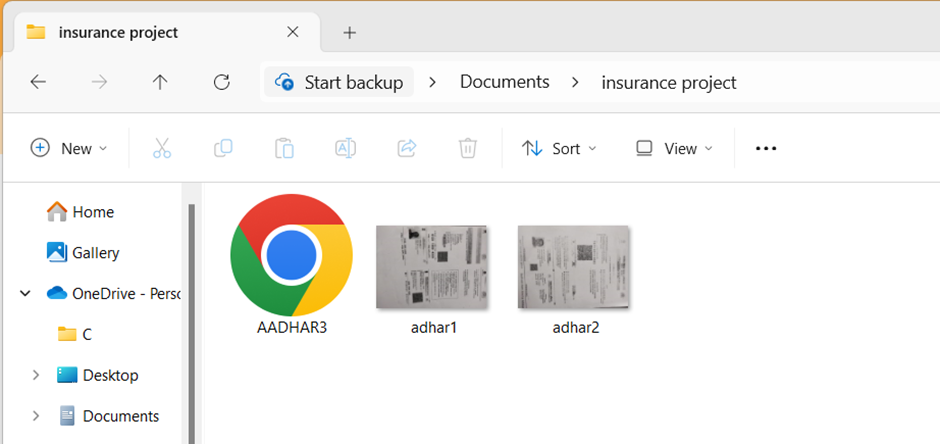 insurance project
Start backup > Documents > insurance project
New Sort View
Home
Gallery
OneDrive - Perso
C
Desktop
Documents
AADHAR3 adhar1 adhar2